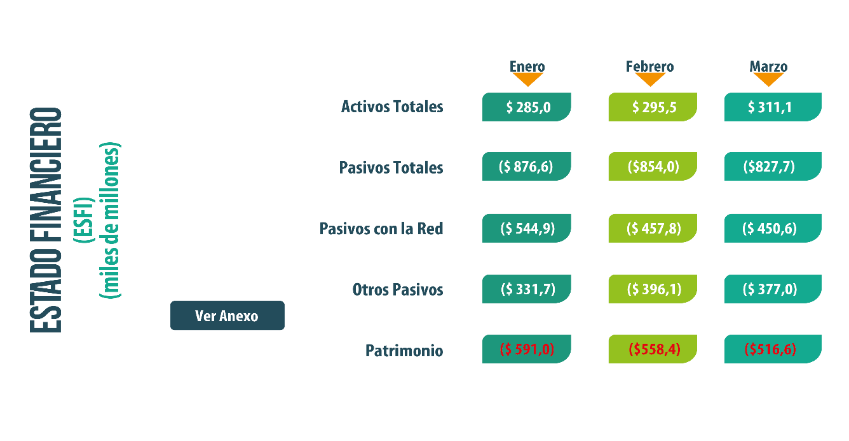 ESTADO FINANCIERO
(ESFI)
(miles de millones)
Enero Febrero Marzo
Activos Totales $ 285,0 $ 295,5 $ 311,1
Pasivos Totales ($ 876,6) ($854,0) ($827,7)
Pasivos con la Red ($ 544,9) ($ 457,8) ($ 450,6)
Otros Pasivos ($ 331,7) ($ 396,1) ($ 377,0)
Ver Anexo
Patrimonio ($ 591,0) ($558,4) ($516,6)